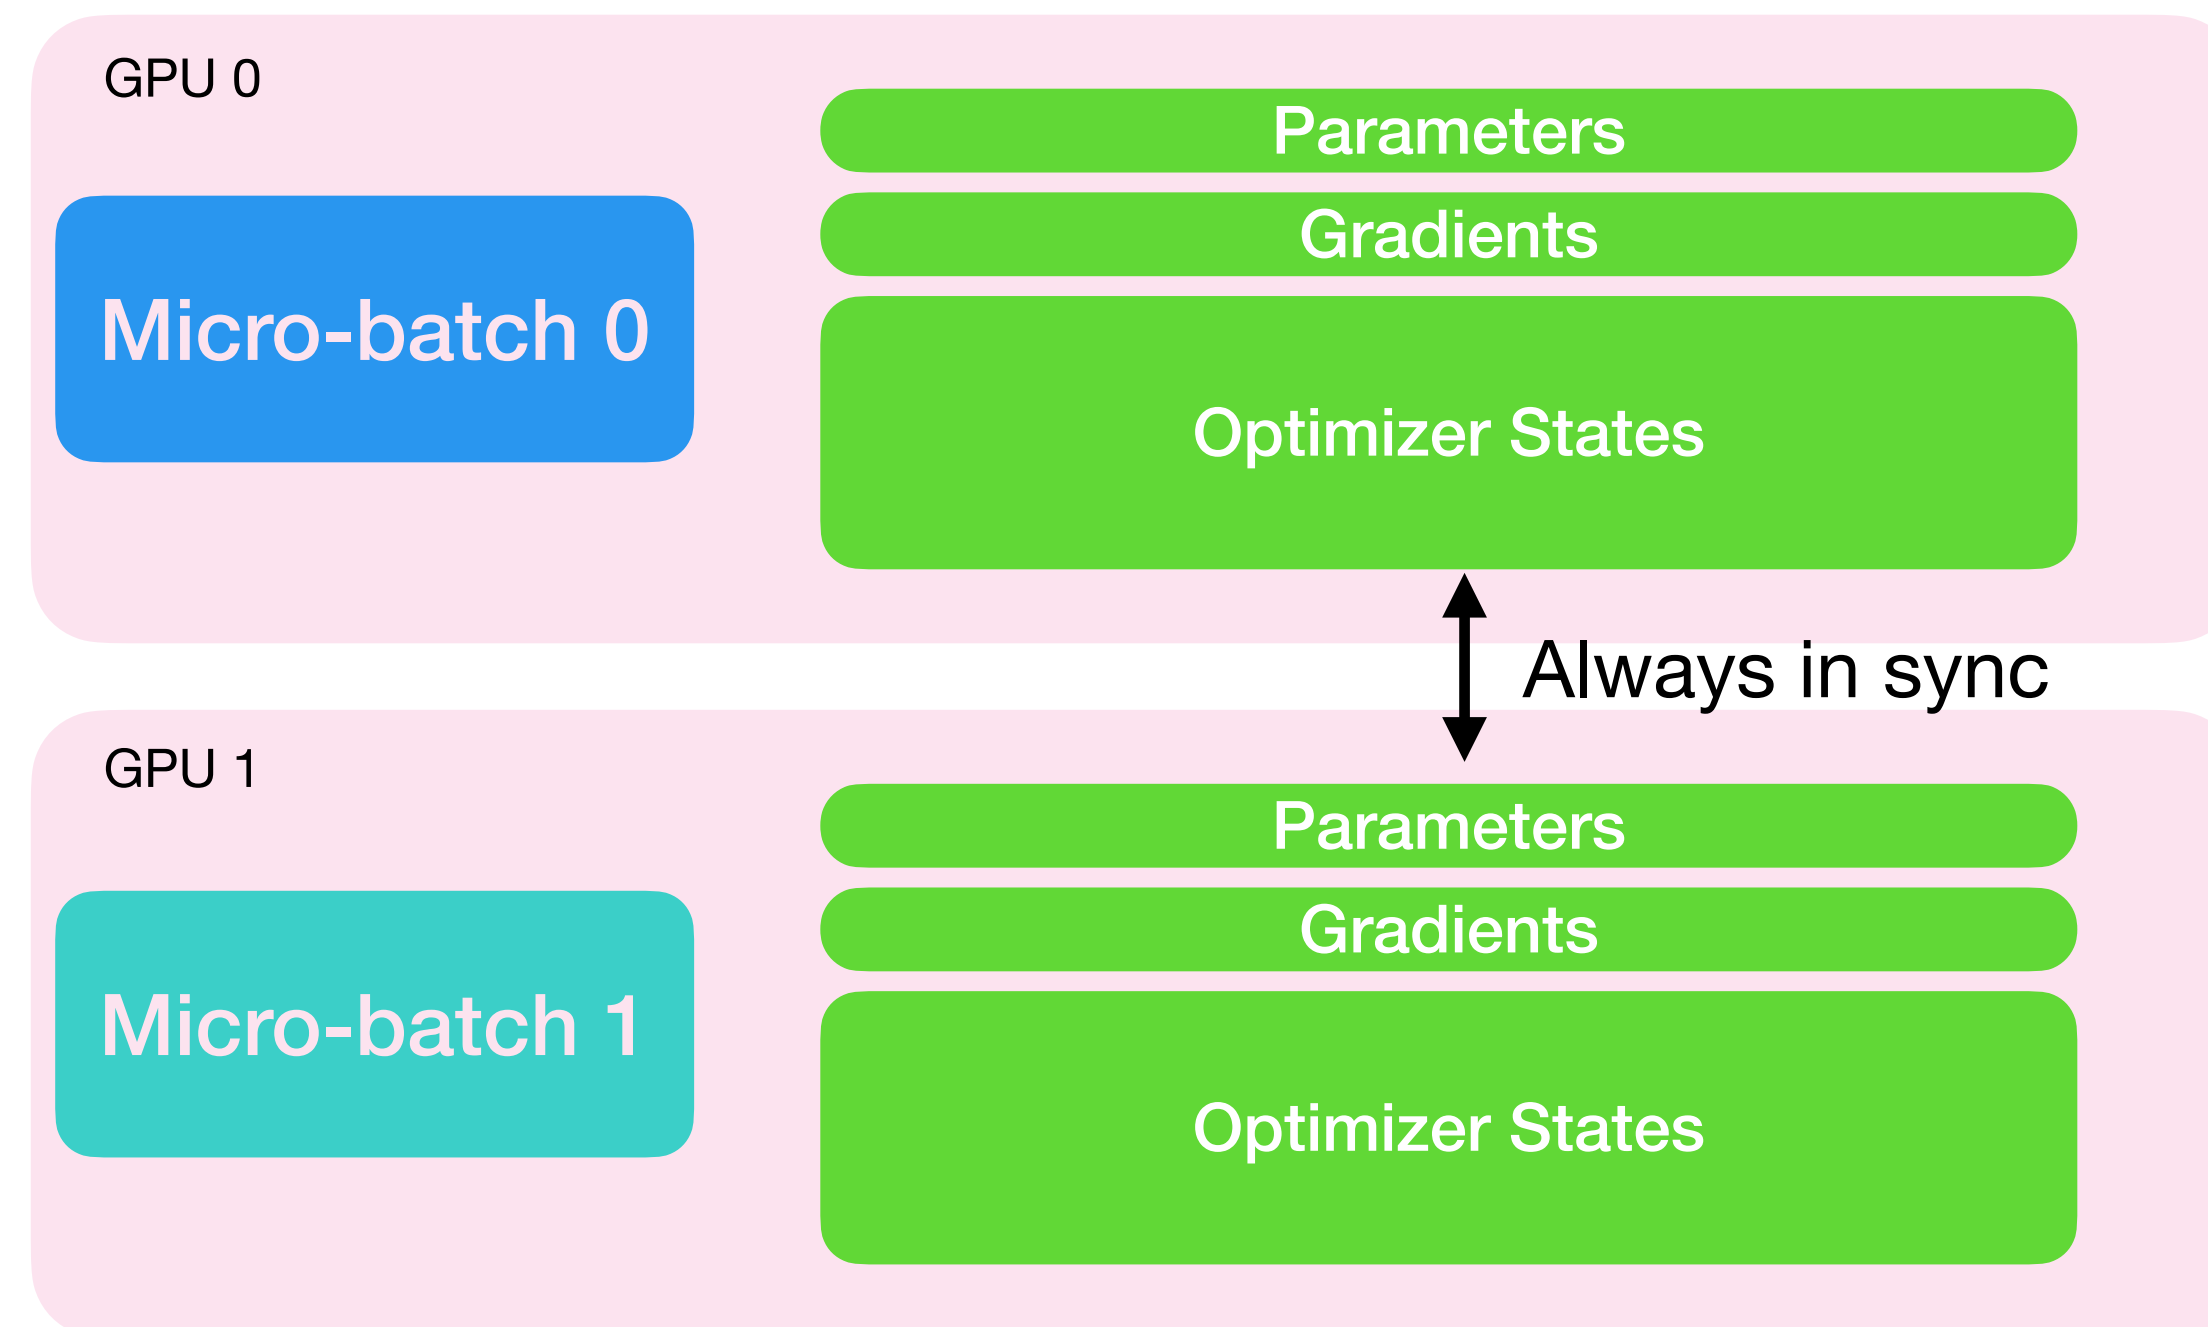 GPU 0
Parameters
Gradients
Micro-batch 0
Optimizer States
Always in sync
GPU 1
Parameters
Gradients
Micro-batch 1
Optimizer States